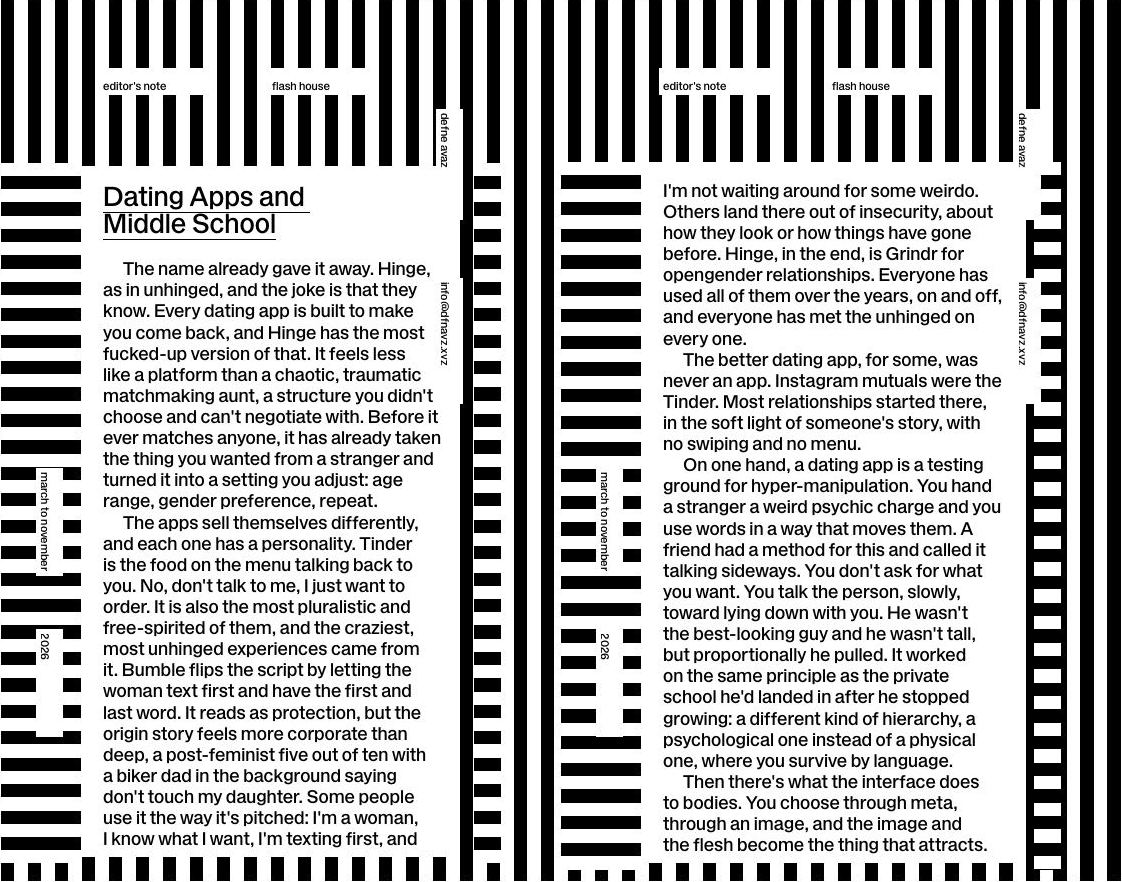 editor's note
flash house
defne avaz
info@dfnavz.xvz
march to november
2026
Dating Apps and
Middle School
The name already gave it away. Hinge,
as in unhinged, and the joke is that they
know. Every dating app is built to make
you come back, and Hinge has the most
fucked-up version of that. It feels less
like a platform than a chaotic, traumatic
matchmaking aunt, a structure you didn't
choose and can't negotiate with. Before it
ever matches anyone, it has already taken
the thing you wanted from a stranger and
turned it into a setting you adjust: age
range, gender preference, repeat.
The apps sell themselves differently,
and each one has a personality. Tinder
is the food on the menu talking back to
you. No, don't talk to me, I just want to
order. It is also the most pluralistic and
free-spirited of them, and the craziest,
most unhinged experiences came from
it. Bumble flips the script by letting the
woman text first and have the first and
last word. It reads as protection, but the
origin story feels more corporate than
deep, a post-feminist five out of ten with
a biker dad in the background saying
don't touch my daughter. Some people
use it the way it's pitched: I'm a woman,
I know what I want, I'm texting first, and
editor's note
flash house
defne avaz
info@dfnavz.xvz
march to november
2026
I'm not waiting around for some weirdo.
Others land there out of insecurity, about
how they look or how things have gone
before. Hinge, in the end, is Grindr for
opengender relationships. Everyone has
used all of them over the years, on and off,
and everyone has met the unhinged on
every one.
The better dating app, for some, was
never an app. Instagram mutuals were the
Tinder. Most relationships started there,
in the soft light of someone's story, with
no swiping and no menu.
On one hand, a dating app is a testing
ground for hyper-manipulation. You hand
a stranger a weird psychic charge and you
use words in a way that moves them. A
friend had a method for this and called it
talking sideways. You don't ask for what
you want. You talk the person, slowly,
toward lying down with you. He wasn't
the best-looking guy and he wasn't tall,
but proportionally he pulled. It worked
on the same principle as the private
school he'd landed in after he stopped
growing: a different kind of hierarchy, a
psychological one instead of a physical
one, where you survive by language.
Then there's what the interface does
to bodies. You choose through meta,
through an image, and the image and
the flesh become the thing that attracts.